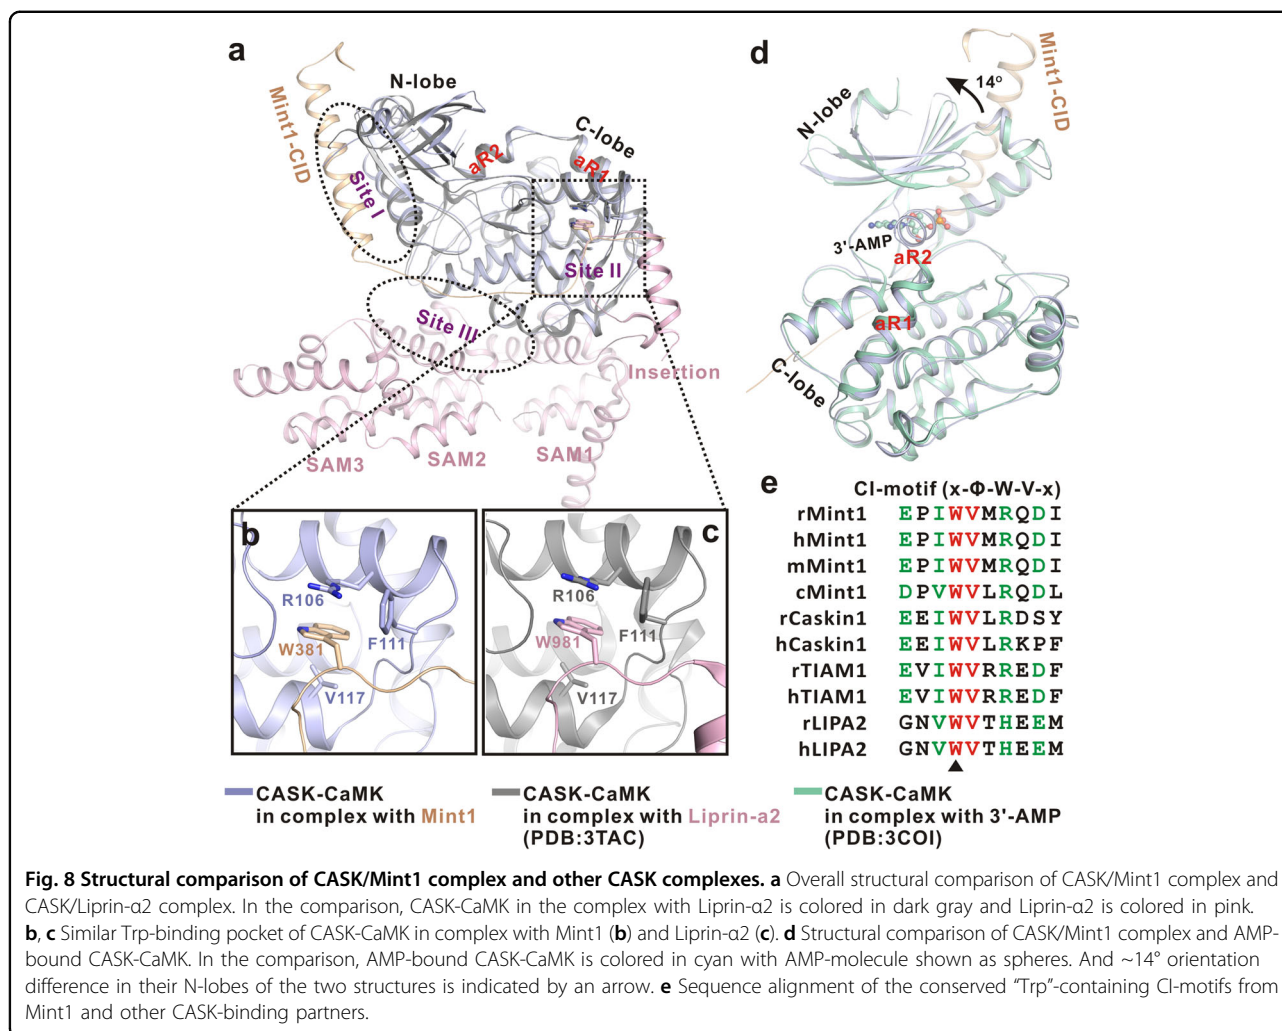 a
N-lobe
Mint1-CID
C-lobe
aR2
aR1
Site I
Site II
Site III
Insertion
SAM3
SAM2
SAM1
d
Mint1-CID
14°
N-lobe
3'-AMP
aR2
aR1
C-lobe
b
R106
W381
F111
V117
c
R106
W981
F111
V117
e
CI-motif (x-Φ-W-V-x)
rMint1 EPIWVMRQDI
hMint1 EPIWVMRQDI
mMint1 EPIWVMRQDI
cMint1 DPVWVLRQDL
rCaskin1 EEIWVLRDSY
hCaskin1 EEIWVLRKPF
rTIAM1 EVIWVRREDF
hTIAM1 EVIWVRREDF
rLIPA2 GNVWVTHEEM
hLIPA2 GNVWVTHEEM
CASK-CaMK
in complex with Mint1
CASK-CaMK
in complex with Liprin-a2
(PDB:3TAC)
CASK-CaMK
in complex with 3'-AMP
(PDB:3COI)
Fig. 8 Structural comparison of CASK/Mint1 complex and other CASK complexes. a Overall structural comparison of CASK/Mint1 complex and
CASK/Liprin-α2 complex. In the comparison, CASK-CaMK in the complex with Liprin-α2 is colored in dark gray and Liprin-α2 is colored in pink.
b, c Similar Trp-binding pocket of CASK-CaMK in complex with Mint1 (b) and Liprin-α2 (c). d Structural comparison of CASK/Mint1 complex and AMP-
bound CASK-CaMK. In the comparison, AMP-bound CASK-CaMK is colored in cyan with AMP-molecule shown as spheres. And ~14° orientation
difference in their N-lobes of the two structures is indicated by an arrow. e Sequence alignment of the conserved "Trp"-containing CI-motifs from
Mint1 and other CASK-binding partners.